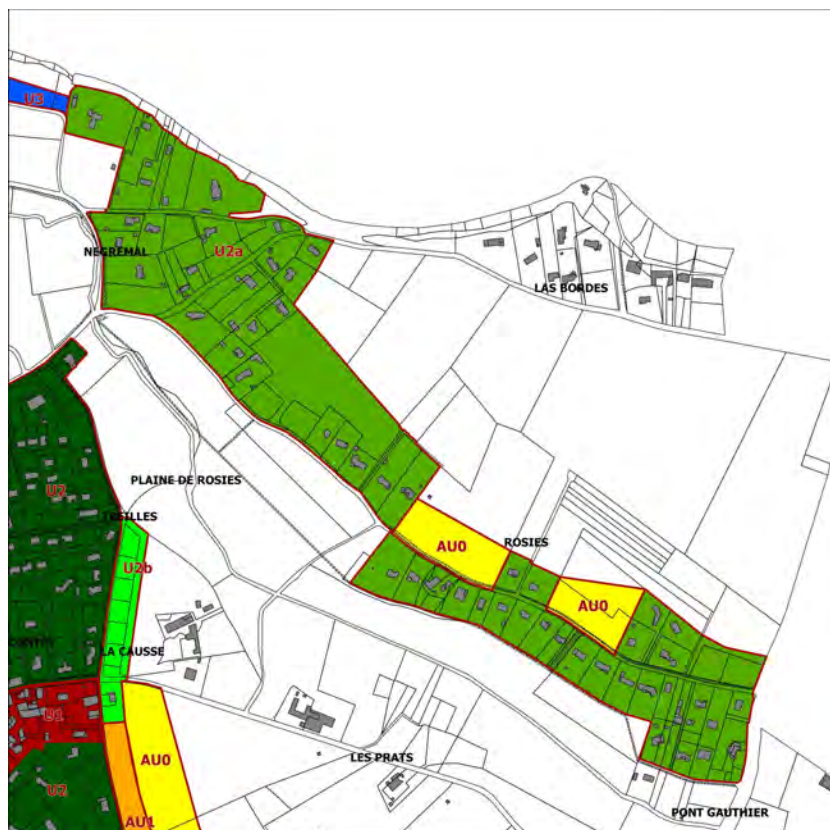 U3
NEGREMAL
U2a
LAS BORDES
PLAINE DE ROSIES
U2
TREILLES
AU0
ROSIES
U2b
AU0
LA CAUSSE
U1
AU0
LES PRATS
U2
AU1
PONT GAUTHIER